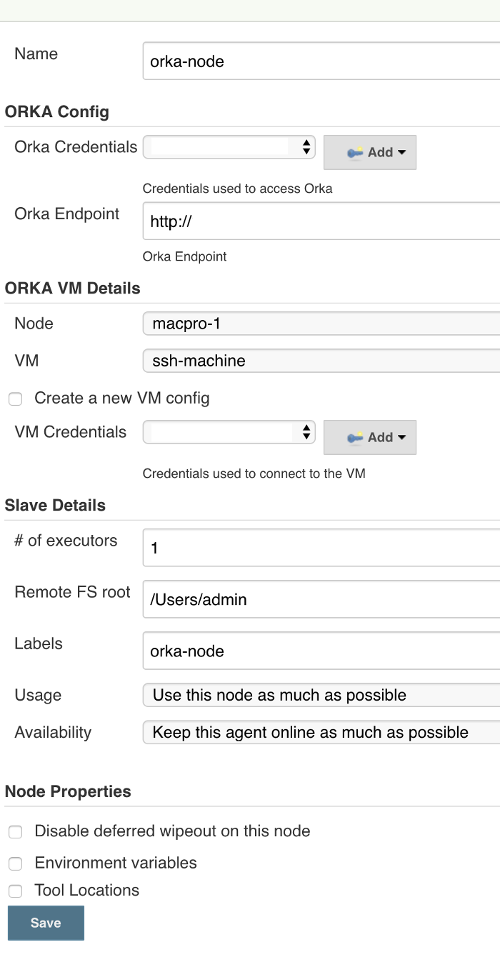 Name
orka-node
ORKA Config
Orka Credentials
Add
Credentials used to access Orka
Orka Endpoint
http://
Orka Endpoint
ORKA VM Details
Node
macpro-1
VM
ssh-machine
Create a new VM config
VM Credentials
Add
Credentials used to connect to the VM
Slave Details
# of executors
1
Remote FS root
/Users/admin
Labels
orka-node
Usage
Use this node as much as possible
Availability
Keep this agent online as much as possible
Node Properties
Disable deferred wipeout on this node
Environment variables
Tool Locations
Save